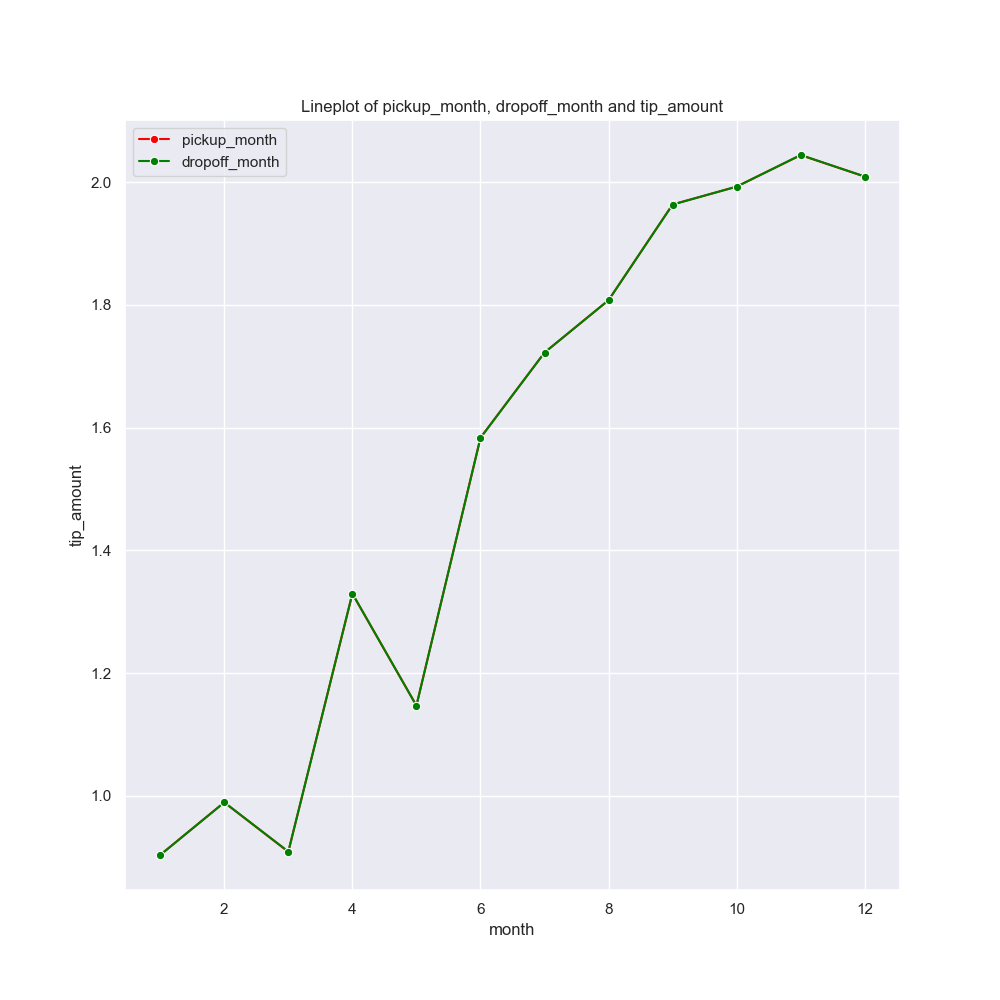 Lineplot of pickup_month, dropoff_month and tip_amount
pickup_month
dropoff_month
2.0
1.8
1.6
1.4
1.2
1.0
tip_amount
2 4 6 8 10 12
month